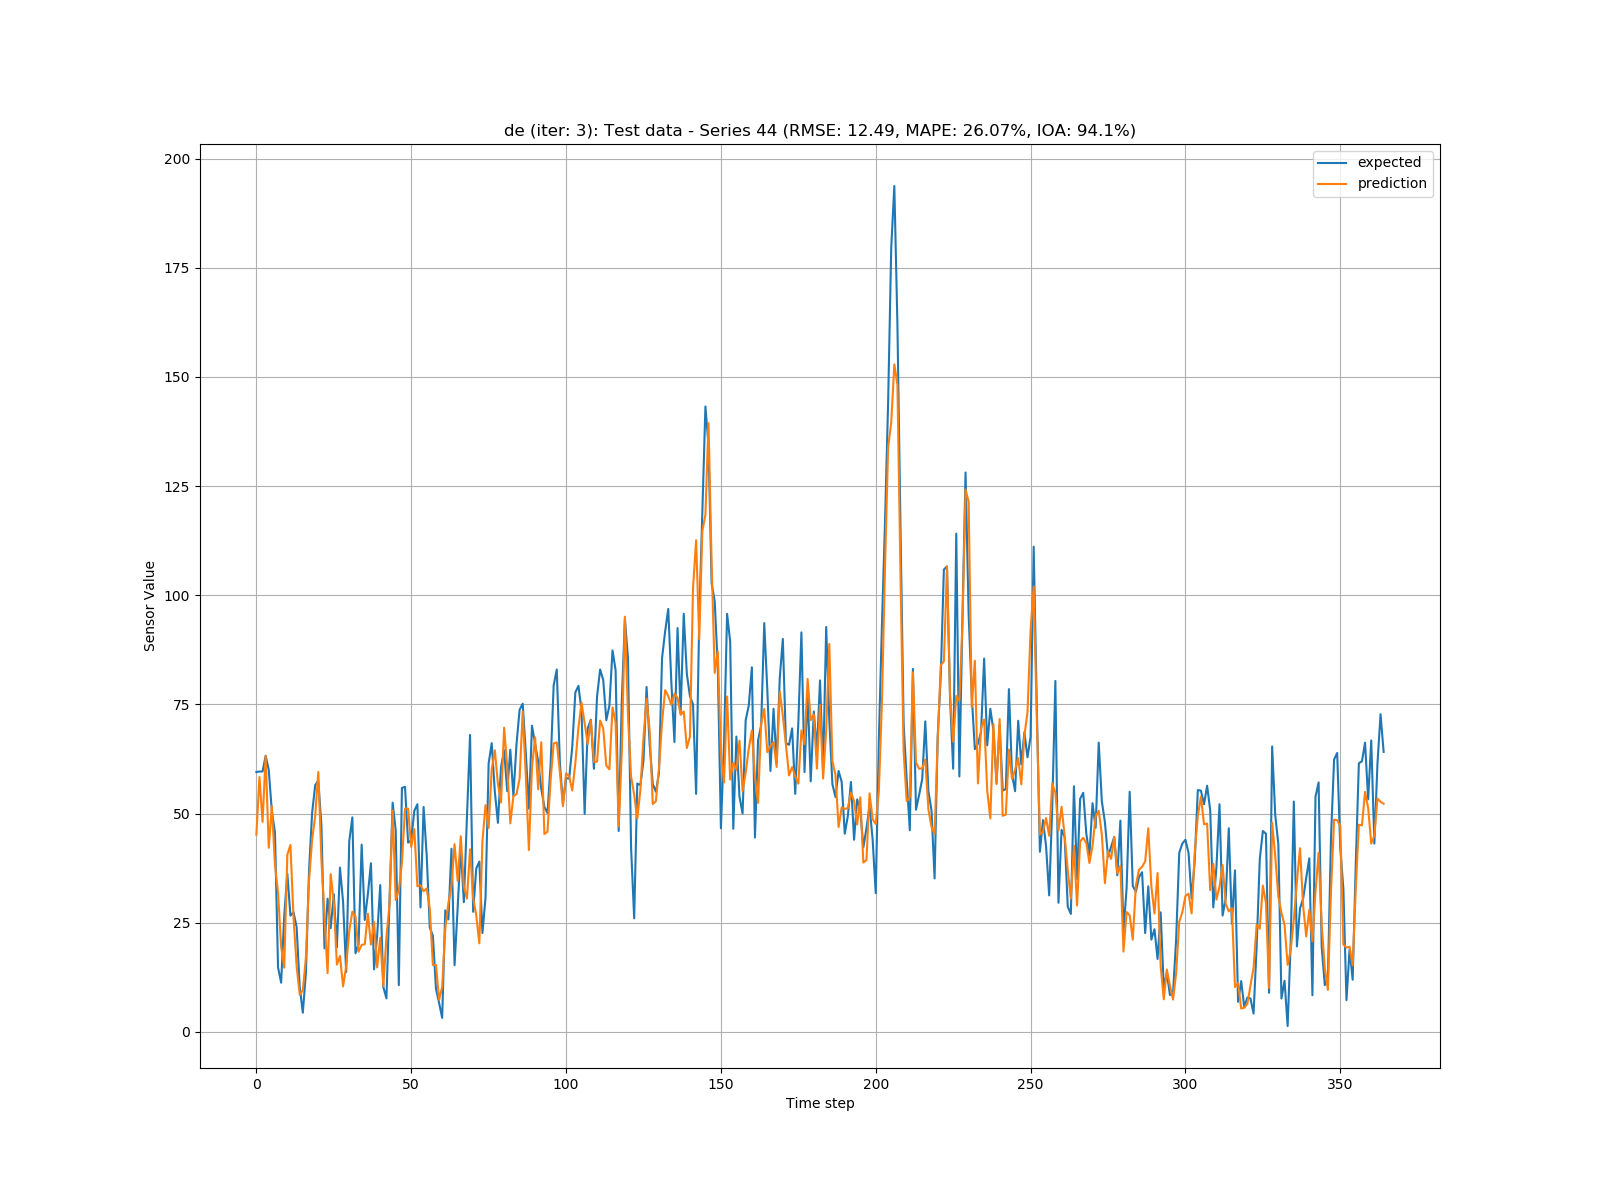 de (iter: 3): Test data - Series 44 (RMSE: 12.49, MAPE: 26.07%, IOA: 94.1%)
expected
prediction
200
175
150
125
100
75
50
25
0
Sensor Value
0 50 100 150 200 250 300 350
Time step